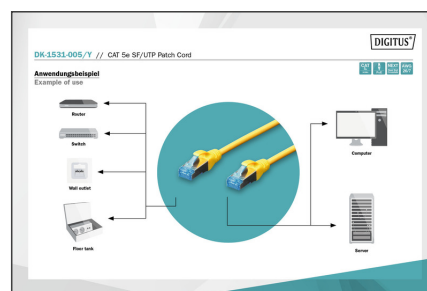 DIGITUS®
DK-1531-005/Y // CAT 5e SF/UTP Patch Cord
Anwendungsbeispiel
Example of use
Router
Switch
Wall outlet
Floor tank
Computer
Server